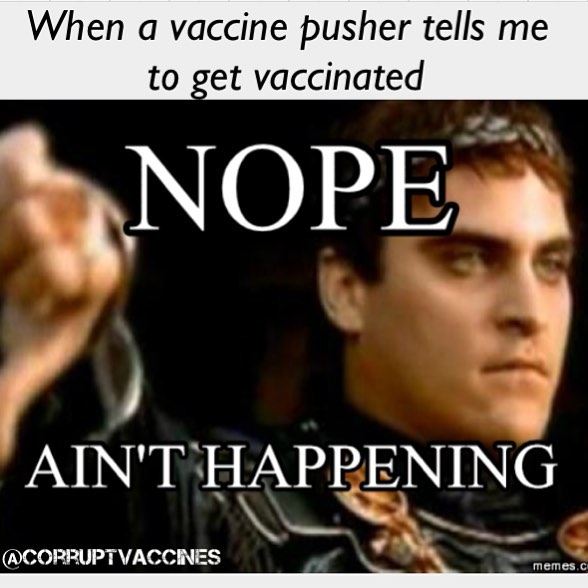 When a vaccine pusher tells me
to get vaccinated
NOPE
AIN'T HAPPENING
@CORRUPTVACCINES
memes.c